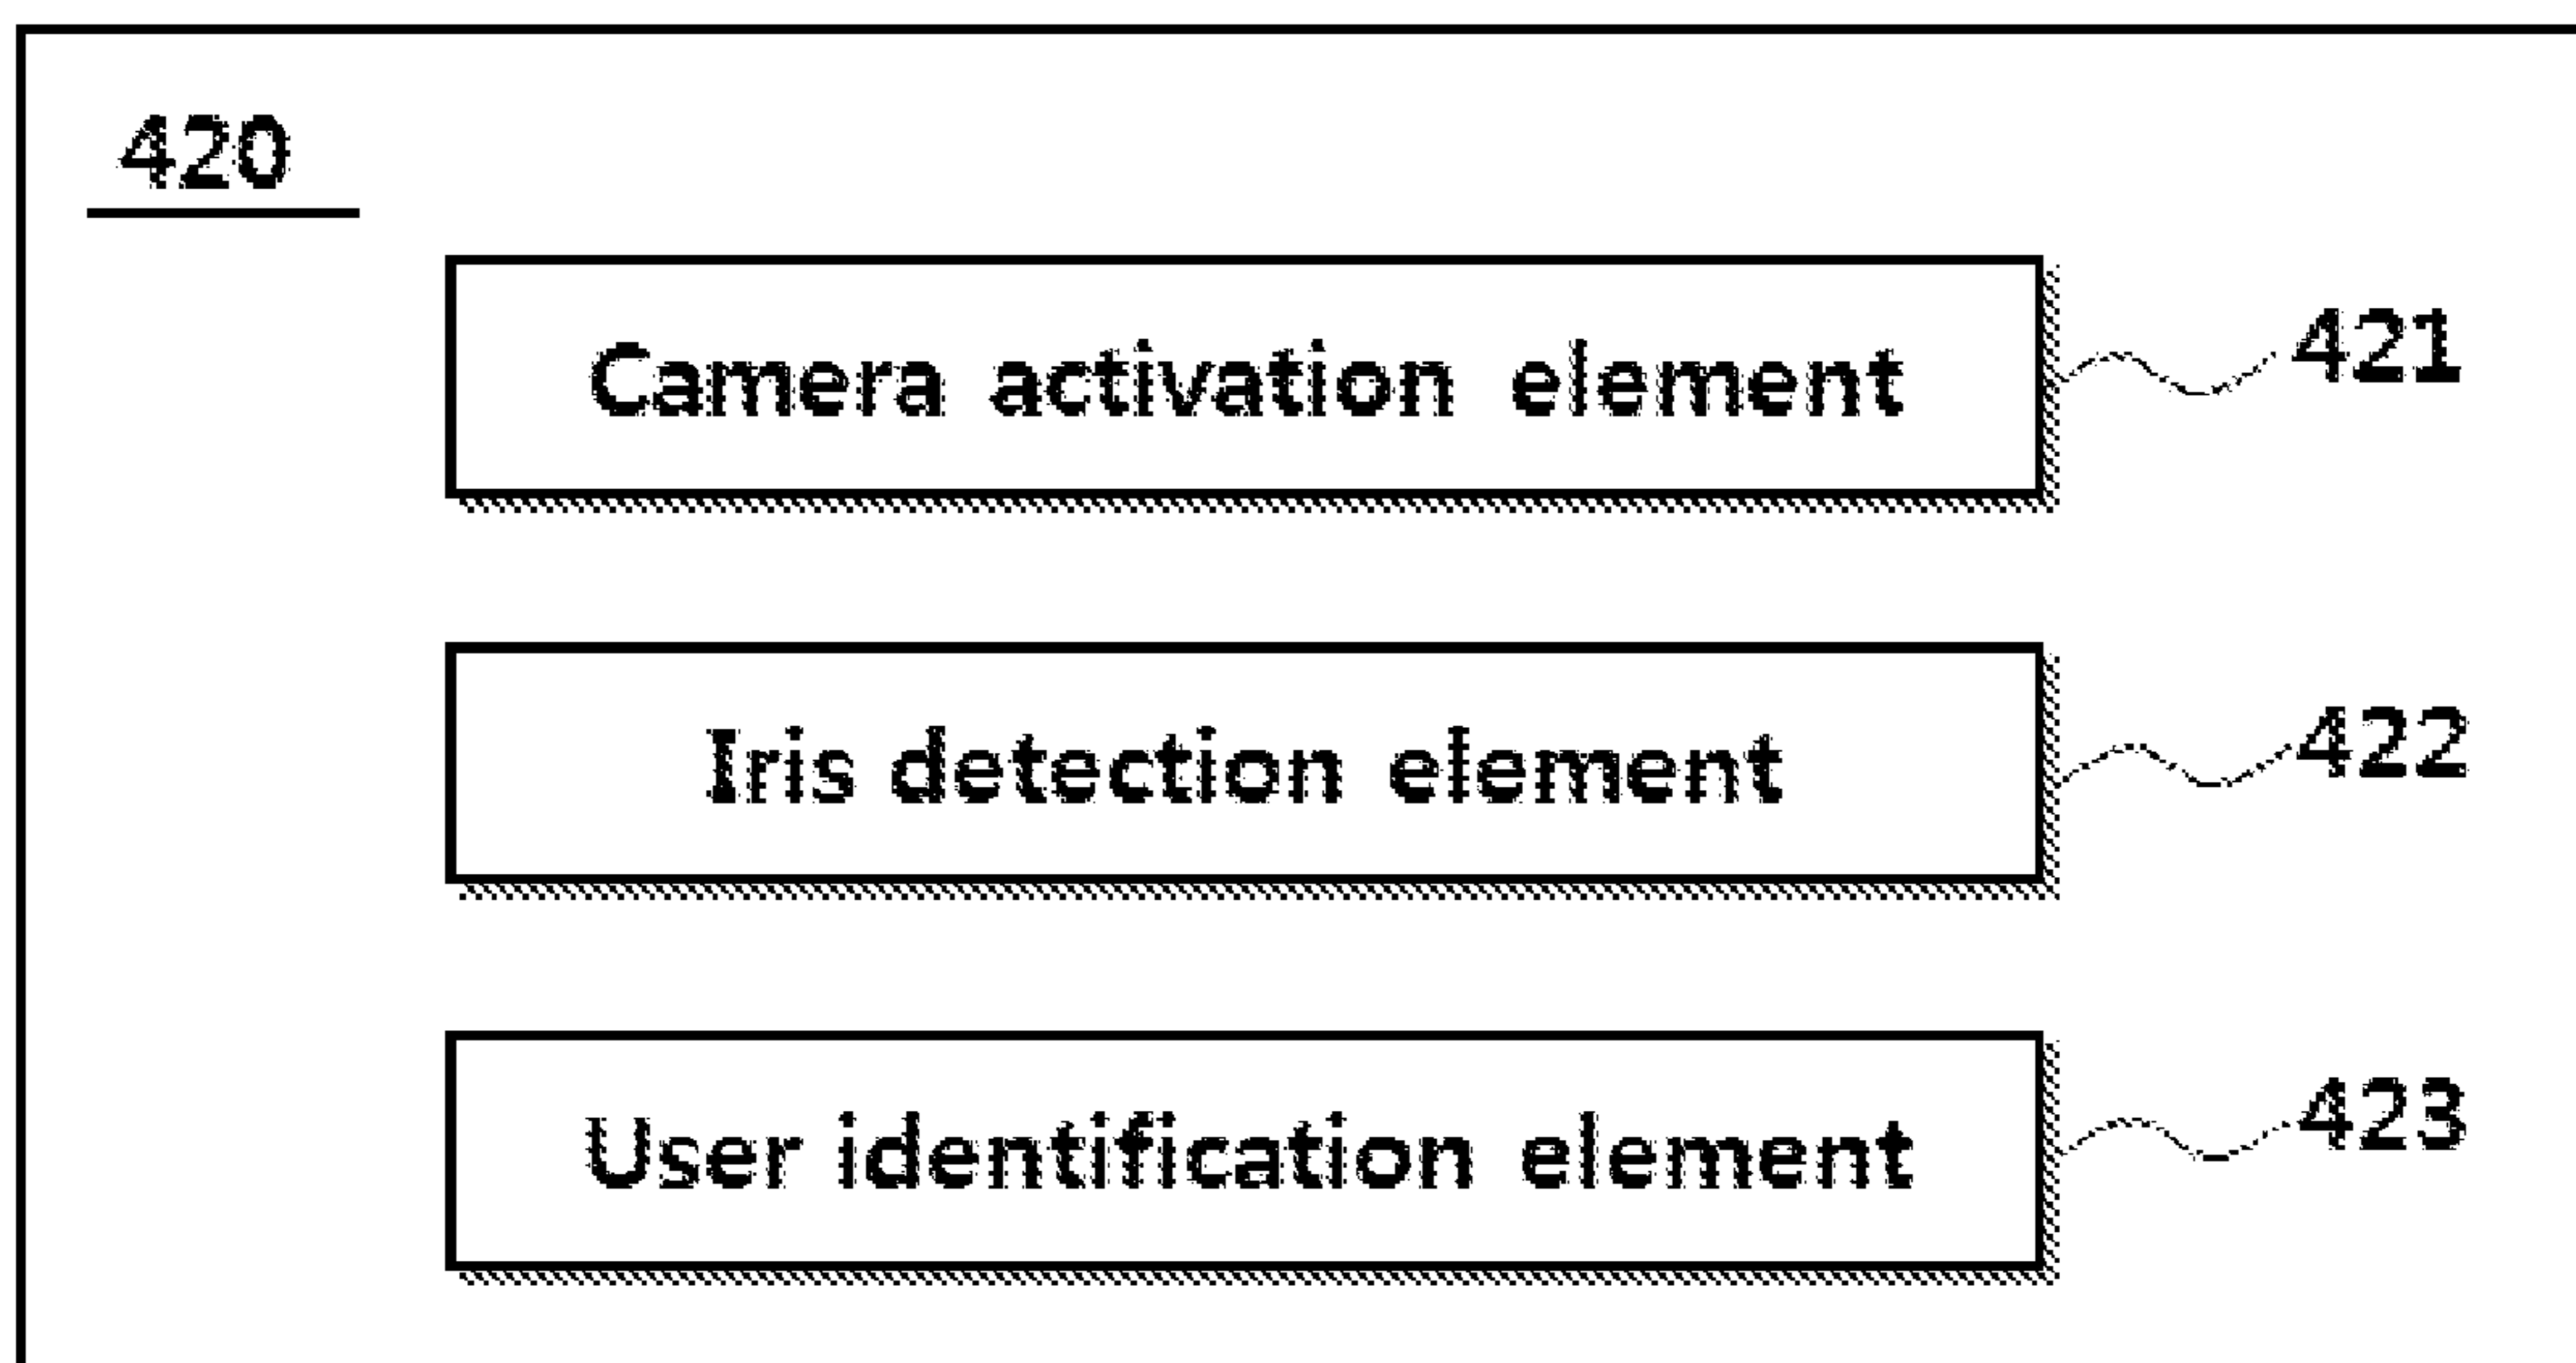 420
Camera activation element 421
Iris detection element 422
User identification element 423